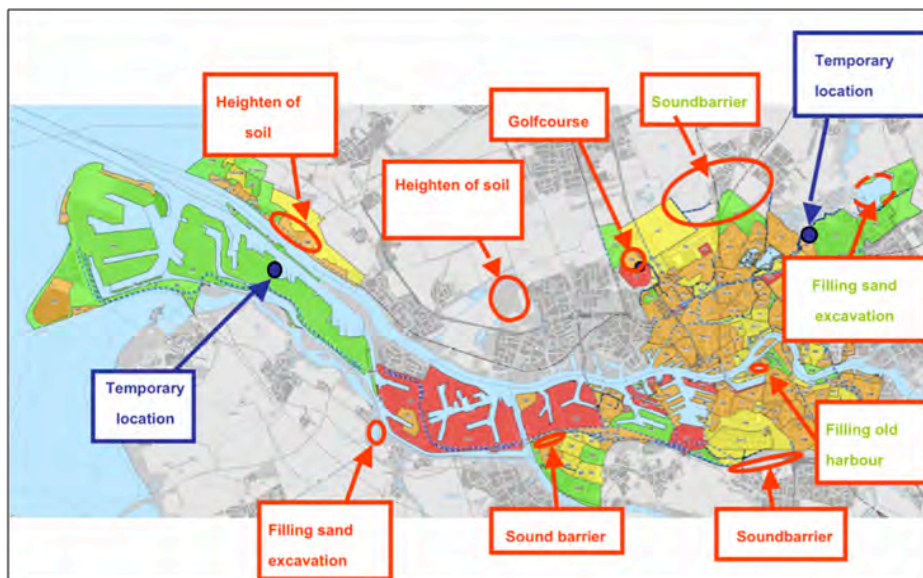 Temporary
location
Heighten of
soil
Soundbarrier
Golfcourse
Heighten of soil
Filling sand
excavation
Temporary
location
Filling old
harbour
Filling sand
excavation
Sound barrier
Soundbarrier